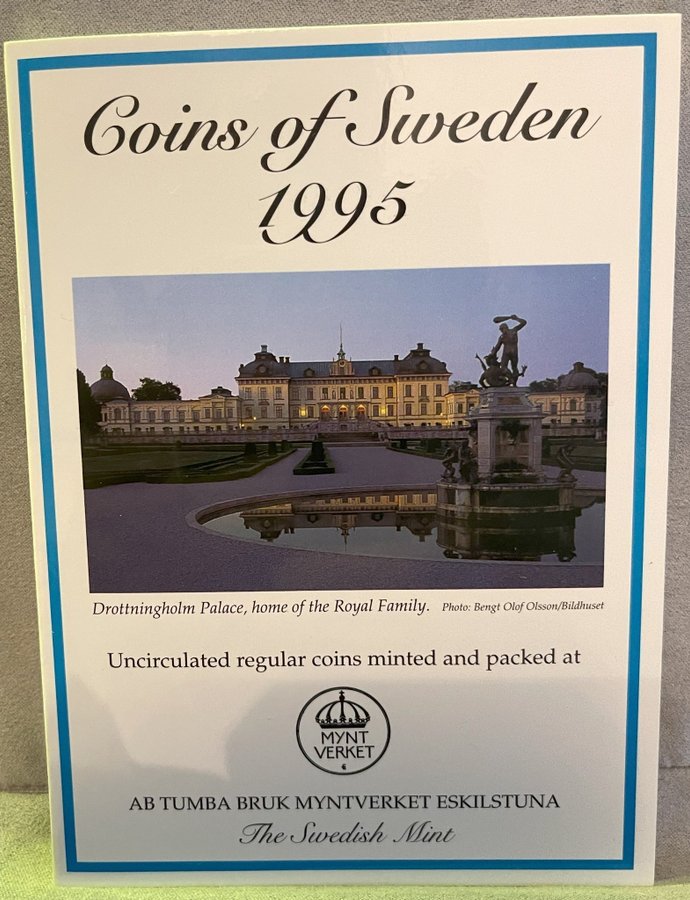 Coins of Sweden
1995
Drottningholm Palace, home of the Royal Family. Photo: Bengt Olof Olsson/Bildhuset
Uncirculated regular coins minted and packed at
MYNT
VERKET
AB TUMBA BRUK MYNTVERKET ESKILSTUNA
The Swedish Mint